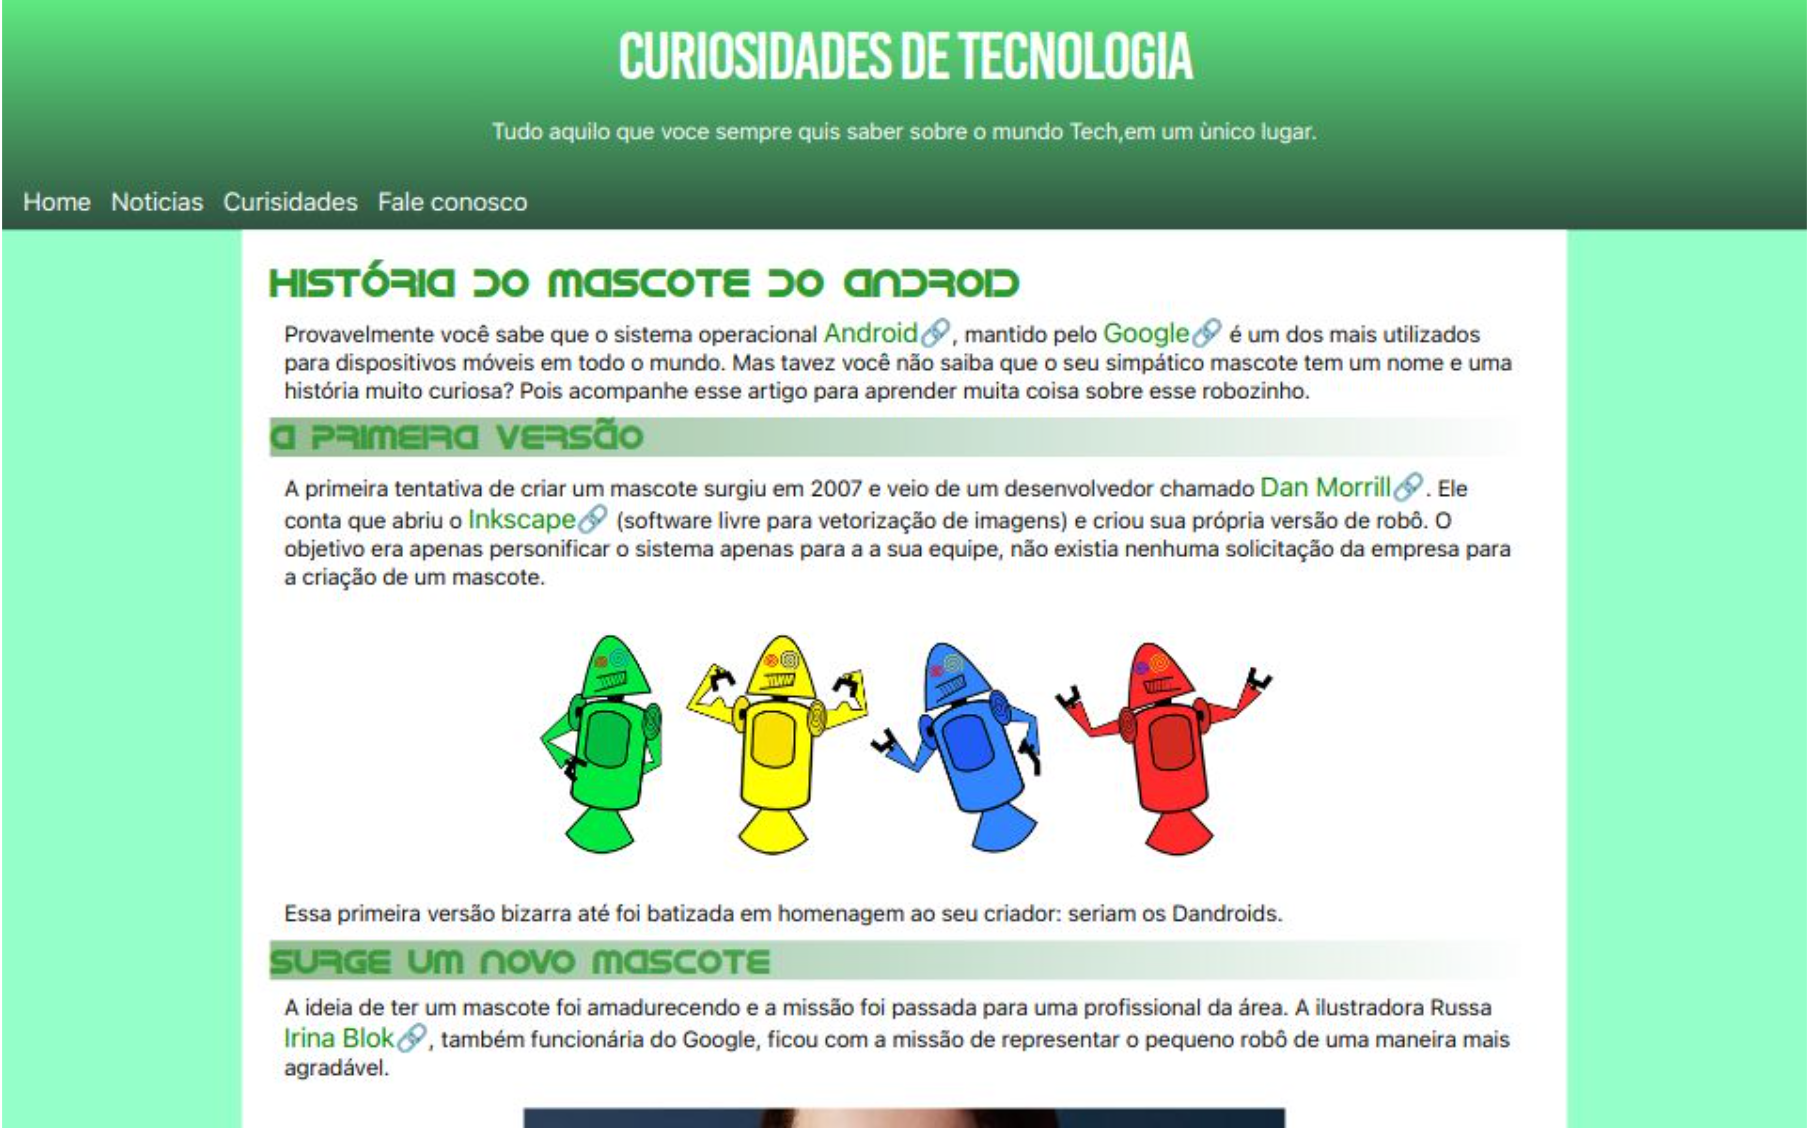 CURIOSIDADES DE TECNOLOGIA
Tudo aquilo que voce sempre quis saber sobre o mundo Tech,em um ùnico lugar.
Home Noticias Curisidades Fale conosco
HISTÓRIA DO MASCOTE DO ANDROID
Provavelmente você sabe que o sistema operacional Android🔗, mantido pelo Google🔗 é um dos mais utilizados
para dispositivos móveis em todo o mundo. Mas tavez você não saiba que o seu simpático mascote tem um nome e uma
história muito curiosa? Pois acompanhe esse artigo para aprender muita coisa sobre esse robozinho.
A PRIMEIRA VERSÃO
A primeira tentativa de criar um mascote surgiu em 2007 e veio de um desenvolvedor chamado Dan Morrill🔗. Ele
conta que abriu o Inkscape🔗 (software livre para vetorização de imagens) e criou sua própria versão de robô. O
objetivo era apenas personificar o sistema apenas para a a sua equipe, não existia nenhuma solicitação da empresa para
a criação de um mascote.
Essa primeira versão bizarra até foi batizada em homenagem ao seu criador: seriam os Dandroids.
SURGE UM NOVO MASCOTE
A ideia de ter um mascote foi amadurecendo e a missão foi passada para uma profissional da área. A ilustradora Russa
Irina Blok🔗, também funcionária do Google, ficou com a missão de representar o pequeno robô de uma maneira mais
agradável.